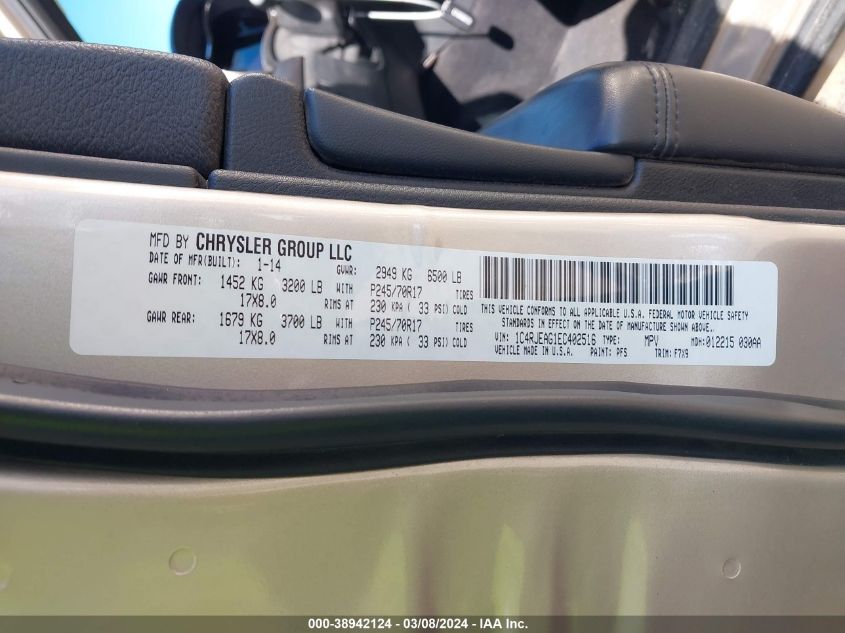 MFD BY CHRYSLER GROUP LLC
DATE OF MFR(BUILT): 1-14 GVWR: 2949 KG 6500 LB
GAWR FRONT: 1452 KG 3200 LB WITH P245/70R17 TIRES
17X8.0 RIMS AT 230 KPA ( 33 PSI) COLD
GAWR REAR: 1679 KG 3700 LB WITH P245/70R17 TIRES
17X8.0 RIMS AT 230 KPA ( 33 PSI) COLD
THIS VEHICLE CONFORMS TO ALL APPLICABLE U.S.A. FEDERAL MOTOR VEHICLE SAFETY
STANDARDS IN EFFECT ON THE DATE OF MANUFACTURE SHOWN ABOVE.
VIN: 1C4RJEAG1EC402516 TYPE: MPV MDH:012215 030AA
VEHICLE MADE IN U.S.A. PAINT: PFS TRIM: F7X9
000-38942124 — 03/08/2024 — IAA Inc.